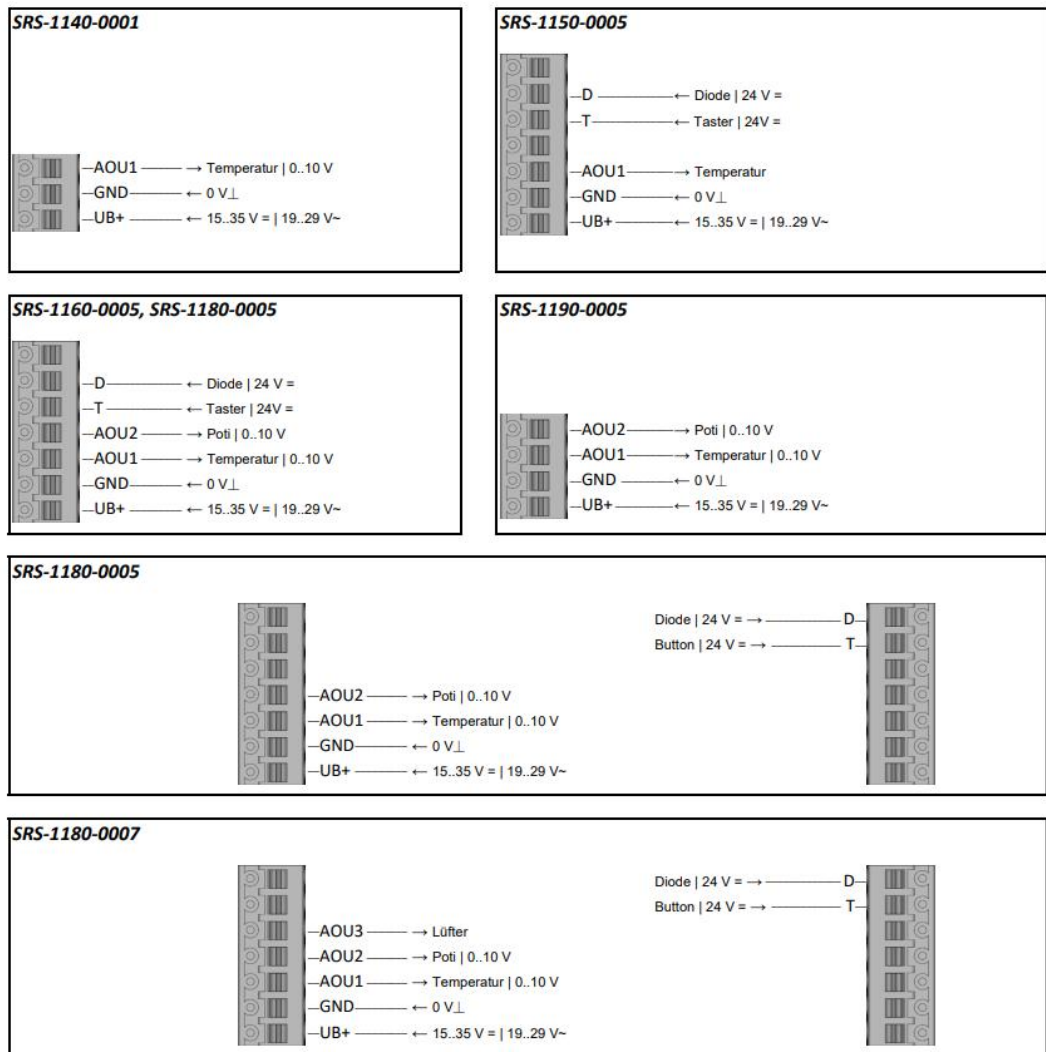 SRS-1140-0001
AOU1 → Temperatur | 0..10 V
GND ← 0 V⊥
UB+ ← 15..35 V = | 19..29 V~
SRS-1150-0005
D ← Diode | 24 V =
T ← Taster | 24V =
AOU1 → Temperatur
GND ← 0 V⊥
UB+ ← 15..35 V = | 19..29 V~
SRS-1160-0005, SRS-1180-0005
D ← Diode | 24 V =
T ← Taster | 24V =
AOU2 → Poti | 0..10 V
AOU1 → Temperatur | 0..10 V
GND ← 0 V⊥
UB+ ← 15..35 V = | 19..29 V~
SRS-1190-0005
AOU2 → Poti | 0..10 V
AOU1 → Temperatur | 0..10 V
GND ← 0 V⊥
UB+ ← 15..35 V = | 19..29 V~
SRS-1180-0005
AOU2 → Poti | 0..10 V
AOU1 → Temperatur | 0..10 V
GND ← 0 V⊥
UB+ ← 15..35 V = | 19..29 V~
Diode | 24 V = → D
Button | 24 V = → T
SRS-1180-0007
AOU3 → Lüfter
AOU2 → Poti | 0..10 V
AOU1 → Temperatur | 0..10 V
GND ← 0 V⊥
UB+ ← 15..35 V = | 19..29 V~
Diode | 24 V = → D
Button | 24 V = → T